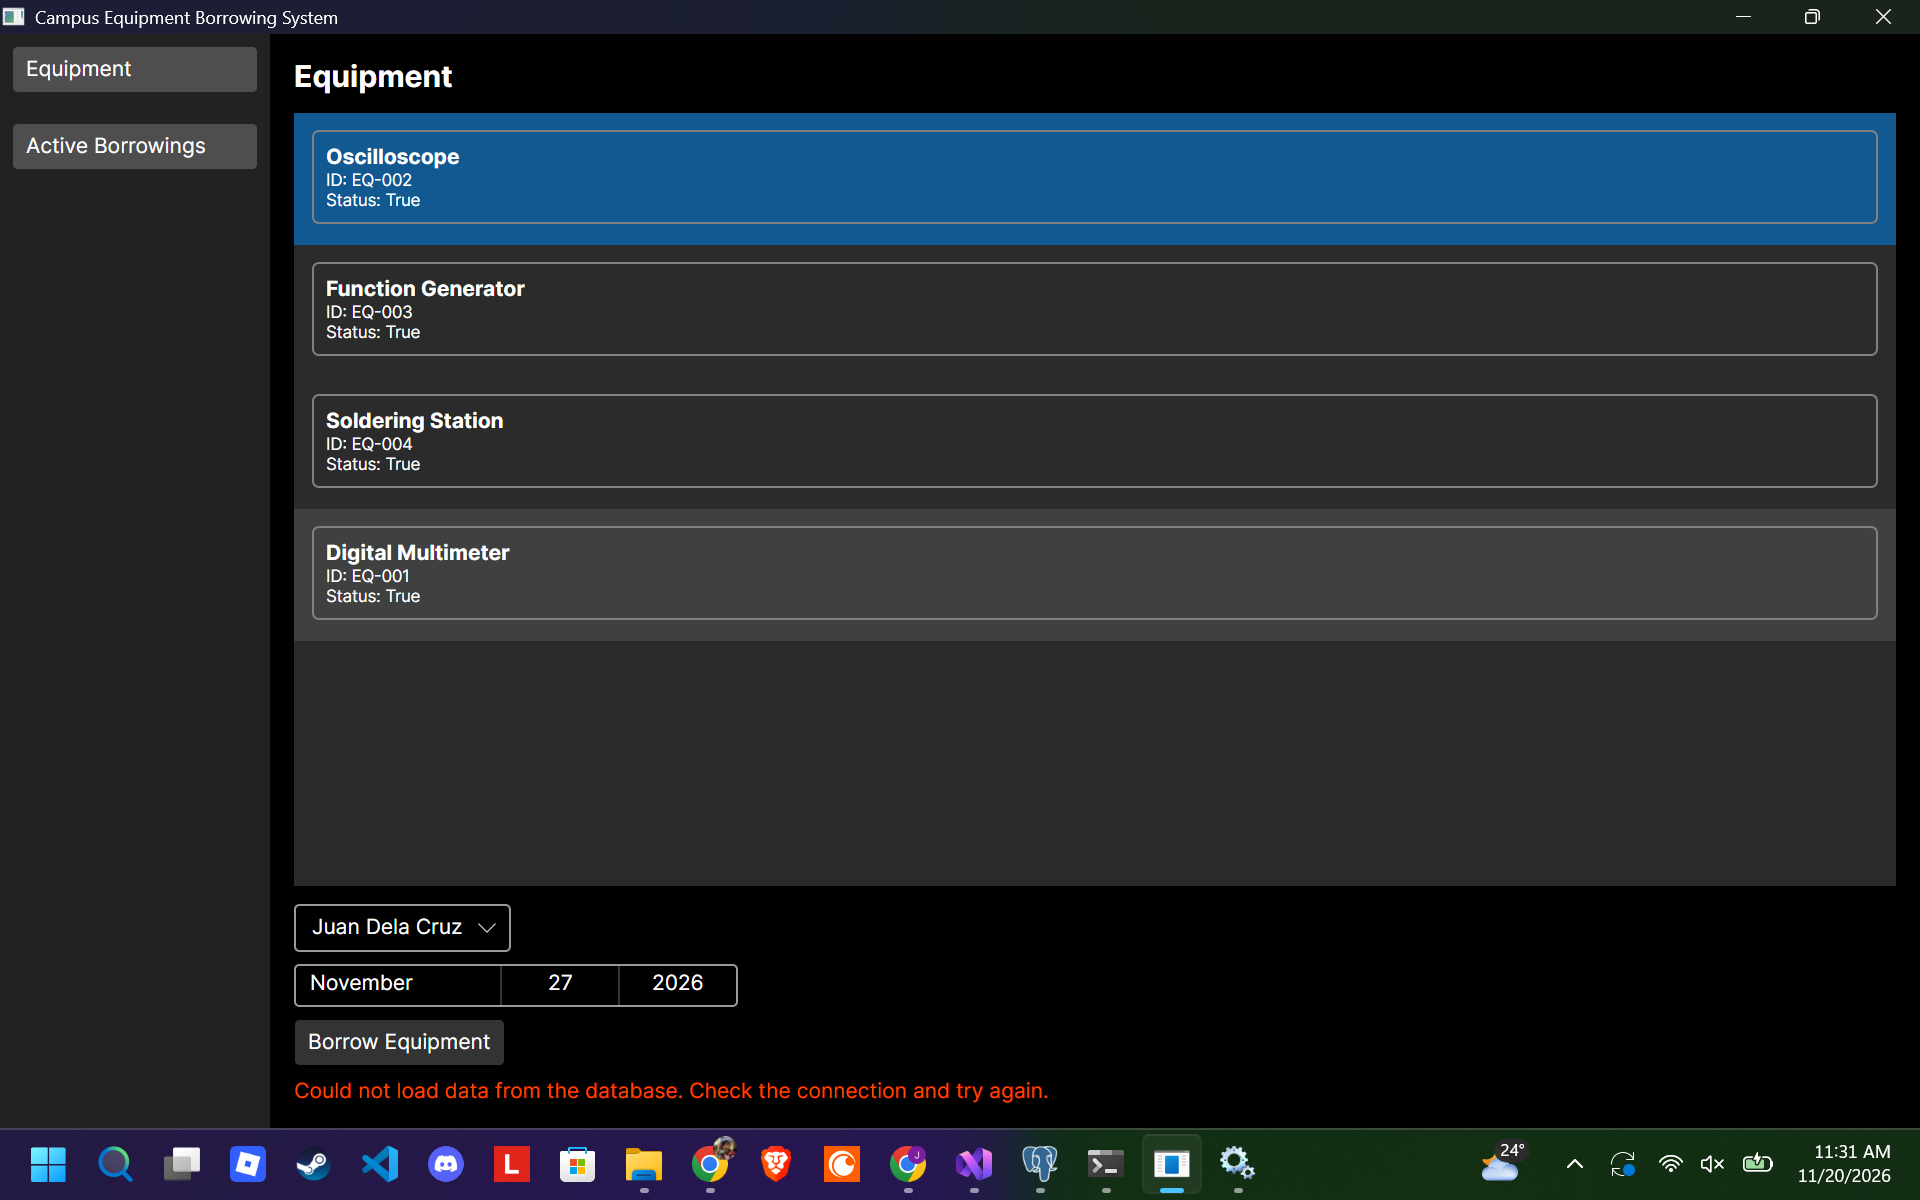 Campus Equipment Borrowing System
Equipment
Active Borrowings
Equipment
Oscilloscope
ID: EQ-002
Status: True
Function Generator
ID: EQ-003
Status: True
Soldering Station
ID: EQ-004
Status: True
Digital Multimeter
ID: EQ-001
Status: True
Juan Dela Cruz
November 27 2026
Borrow Equipment
Could not load data from the database. Check the connection and try again.
L
J
24°
11:31 AM
11/20/2026